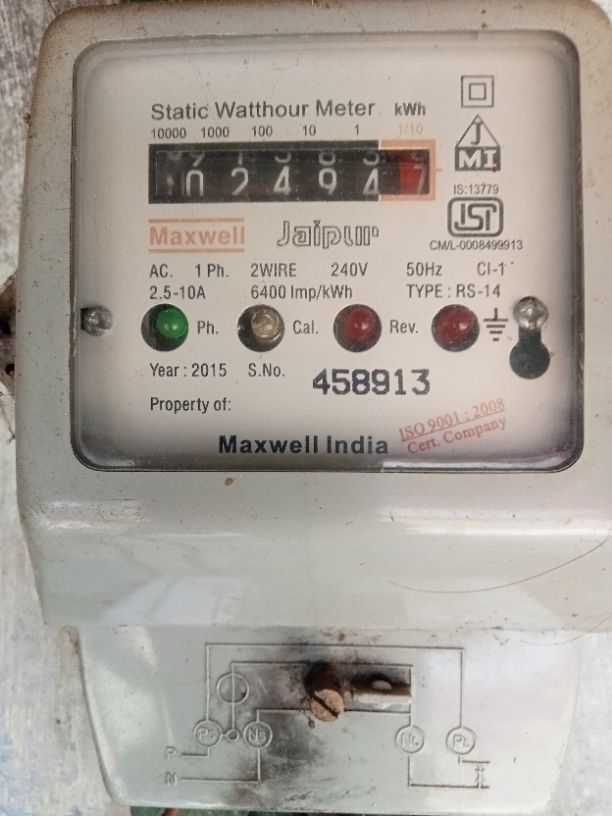 Static Watthour Meter kWh
10000 1000 100 10 1 1/10
0 2 4 9 4 7
J
MI
IS:13779
ISI
CM/L-0008499913
Maxwell Jaipur
AC. 1 Ph. 2WIRE 240V 50Hz Cl-1
2.5-10A 6400 Imp/kWh TYPE : RS-14
Ph. Cal. Rev.
Year : 2015 S.No. 458913
Property of:
ISO 9001 : 2008
Cert. Company
Maxwell India
P N